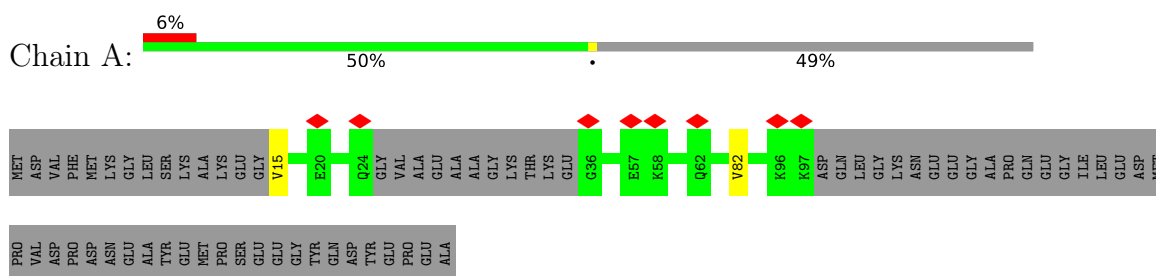 6%
Chain A:
50% . 49%
MET ASP VAL PHE MET LYS GLY LEU SER LYS ALA LYS GLU GLY V15 E20 Q24 GLY VAL ALA GLU ALA ALA GLY LYS THR LYS GLU G36 E57 K58 Q62 V82 K96 K97 ASP GLN LEU GLY LYS ASN GLU GLU GLY ALA PRO GLN GLU GLY ILE LEU GLU ASP MET
PRO VAL ASP PRO ASP ASN GLU ALA TYR GLU MET PRO SER GLU GLU GLY TYR GLN ASP TYR GLU PRO GLU ALA